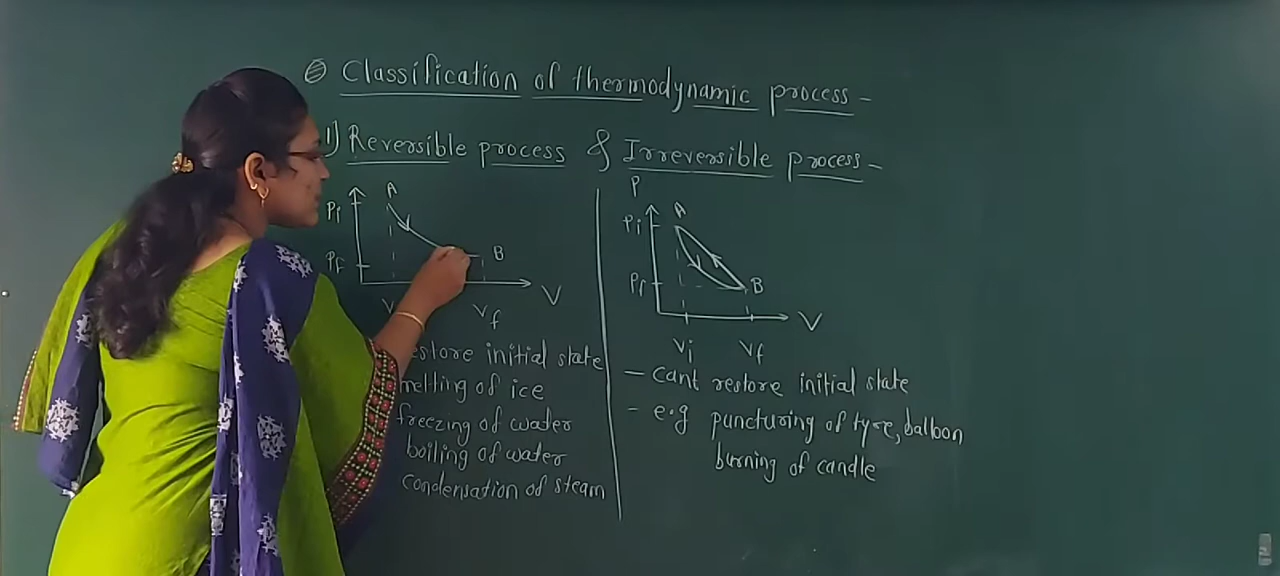 Classification of thermodynamic process -
1) Reversible process & Irreversible process -
A
Pi
Pf
B
V
V
Vf
restore initial state
melting of ice
freezing of water
boiling of water
condensation of steam
P
A
Pi
Pf
B
V
Vi
Vf
- cant restore initial state
- e.g puncturing of tyre, balloon
burning of candle